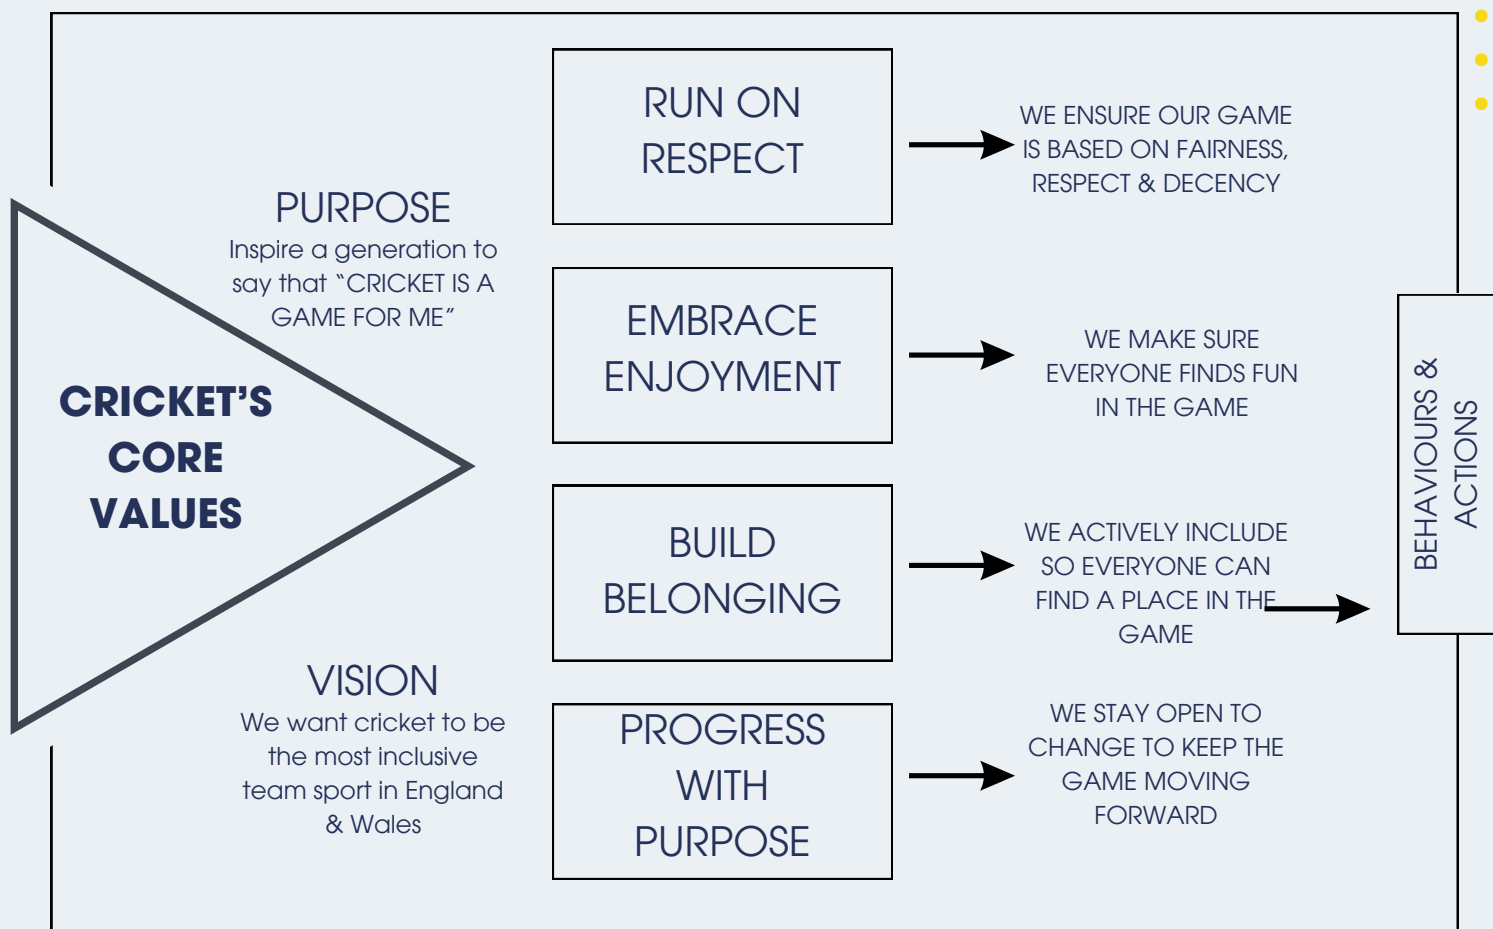 PURPOSE
Inspire a generation to
say that “CRICKET IS A
GAME FOR ME”
CRICKET’S
CORE
VALUES
VISION
We want cricket to be
the most inclusive
team sport in England
& Wales
RUN ON
RESPECT
WE ENSURE OUR GAME
IS BASED ON FAIRNESS,
RESPECT & DECENCY
EMBRACE
ENJOYMENT
WE MAKE SURE
EVERYONE FINDS FUN
IN THE GAME
BUILD
BELONGING
WE ACTIVELY INCLUDE
SO EVERYONE CAN
FIND A PLACE IN THE
GAME
PROGRESS
WITH
PURPOSE
WE STAY OPEN TO
CHANGE TO KEEP THE
GAME MOVING
FORWARD
BEHAVIOURS &
ACTIONS